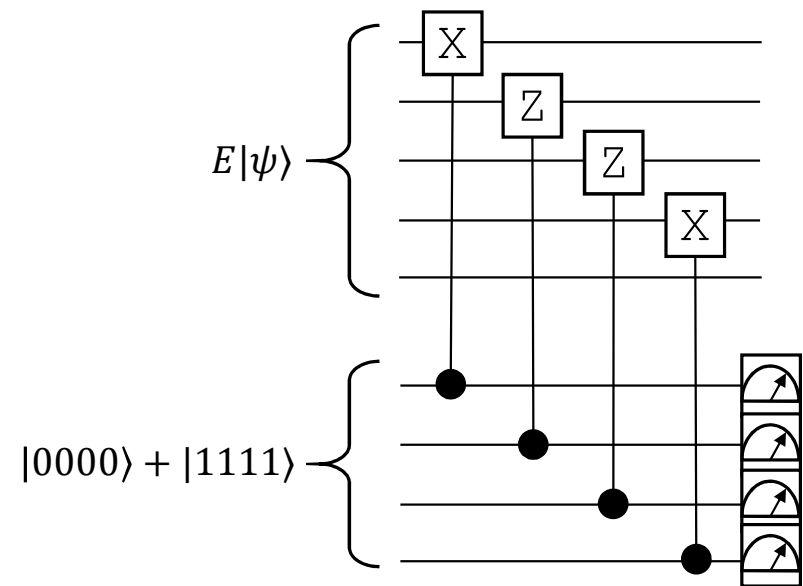 X
Z
E|ψ⟩
Z
X
|0000⟩ + |1111⟩